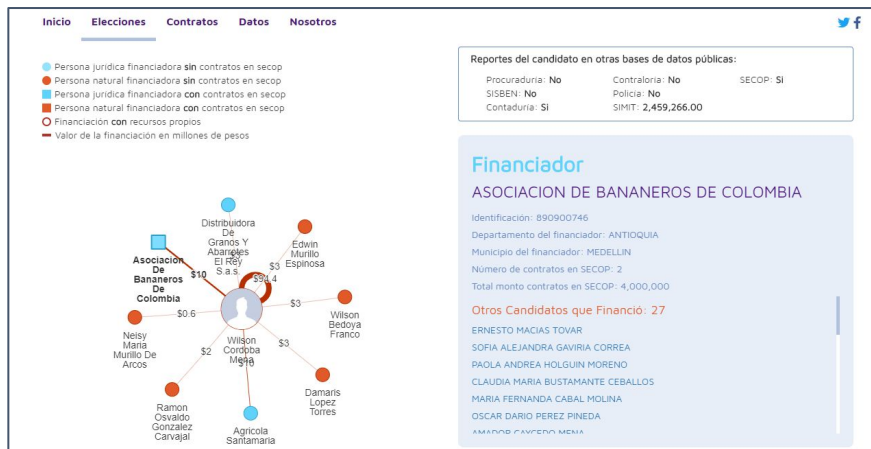 Inicio Elecciones Contratos Datos Nosotros
Persona jurídica financiadora sin contratos en secop
Persona natural financiadora sin contratos en secop
Persona jurídica financiadora con contratos en secop
Persona natural financiadora con contratos en secop
Financiación con recursos propios
Valor de la financiación en millones de pesos
Distribuidora
De
Granos Y
Abarrotes
El Rey
S.a.s.
Edwin
Murillo
Espinosa
$3
Asociacion
De
Bananeros
De
Colombia
$10
$94.4
Wilson
Bedoya
Franco
$3
Neisy
Maria
Murillo De
Arcos
$0.6
Wilson
Cordoba
Mena
$10
$2
$3
Ramon
Osvaldo
Gonzalez
Carvajal
Agricola
Santamaria
Damaris
Lopez
Torres
Reportes del candidato en otras bases de datos públicas:
Procuraduria: No Contraloria: No SECOP: Si
SISBEN: No Policia: No
Contaduria: Si SIMIT: 2,459,266.00
Financiador
ASOCIACION DE BANANEROS DE COLOMBIA
Identificación: 890900746
Departamento del financiador: ANTIOQUIA
Municipio del financiador: MEDELLIN
Número de contratos en SECOP: 2
Total monto contratos en SECOP: 4,000,000
Otros Candidatos que Financió: 27
ERNESTO MACIAS TOVAR
SOFIA ALEJANDRA GAVIRIA CORREA
PAOLA ANDREA HOLGUIN MORENO
CLAUDIA MARIA BUSTAMANTE CEBALLOS
MARIA FERNANDA CABAL MOLINA
OSCAR DARIO PEREZ PINEDA
AMADOR CAYCEDO MENA